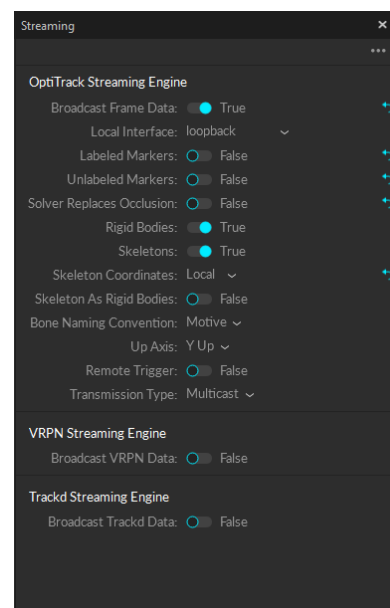 Streaming
OptiTrack Streaming Engine
Broadcast Frame Data: True
Local Interface: loopback
Labeled Markers: False
Unlabeled Markers: False
Solver Replaces Occlusion: False
Rigid Bodies: True
Skeletons: True
Skeleton Coordinates: Local
Skeleton As Rigid Bodies: False
Bone Naming Convention: Motive
Up Axis: Y Up
Remote Trigger: False
Transmission Type: Multicast
VRPN Streaming Engine
Broadcast VRPN Data: False
Trackd Streaming Engine
Broadcast Trackd Data: False